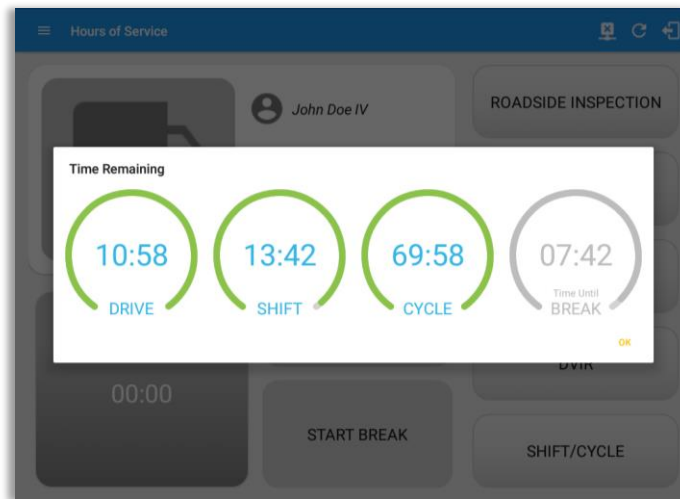 Hours of Service
John Doe IV
ROADSIDE INSPECTION
Time Remaining
10:58
DRIVE
13:42
SHIFT
69:58
CYCLE
07:42
Time Until
BREAK
OK
DVIR
00:00
START BREAK
SHIFT/CYCLE